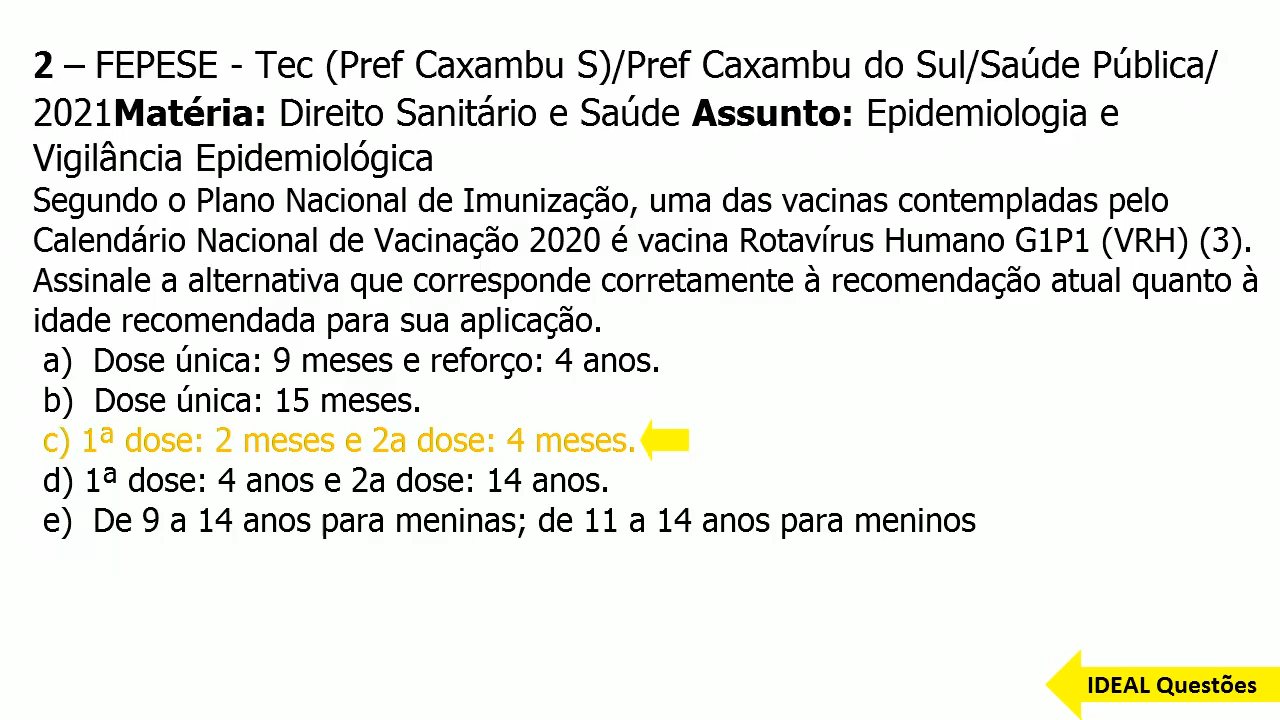 2 – FEPESE - Tec (Pref Caxambu S)/Pref Caxambu do Sul/Saúde Pública/
2021Matéria: Direito Sanitário e Saúde Assunto: Epidemiologia e
Vigilância Epidemiológica
Segundo o Plano Nacional de Imunização, uma das vacinas contempladas pelo
Calendário Nacional de Vacinação 2020 é vacina Rotavírus Humano G1P1 (VRH) (3).
Assinale a alternativa que corresponde corretamente à recomendação atual quanto à
idade recomendada para sua aplicação.
a) Dose única: 9 meses e reforço: 4 anos.
b) Dose única: 15 meses.
c) 1ª dose: 2 meses e 2a dose: 4 meses.
d) 1ª dose: 4 anos e 2a dose: 14 anos.
e) De 9 a 14 anos para meninas; de 11 a 14 anos para meninos
IDEAL Questões